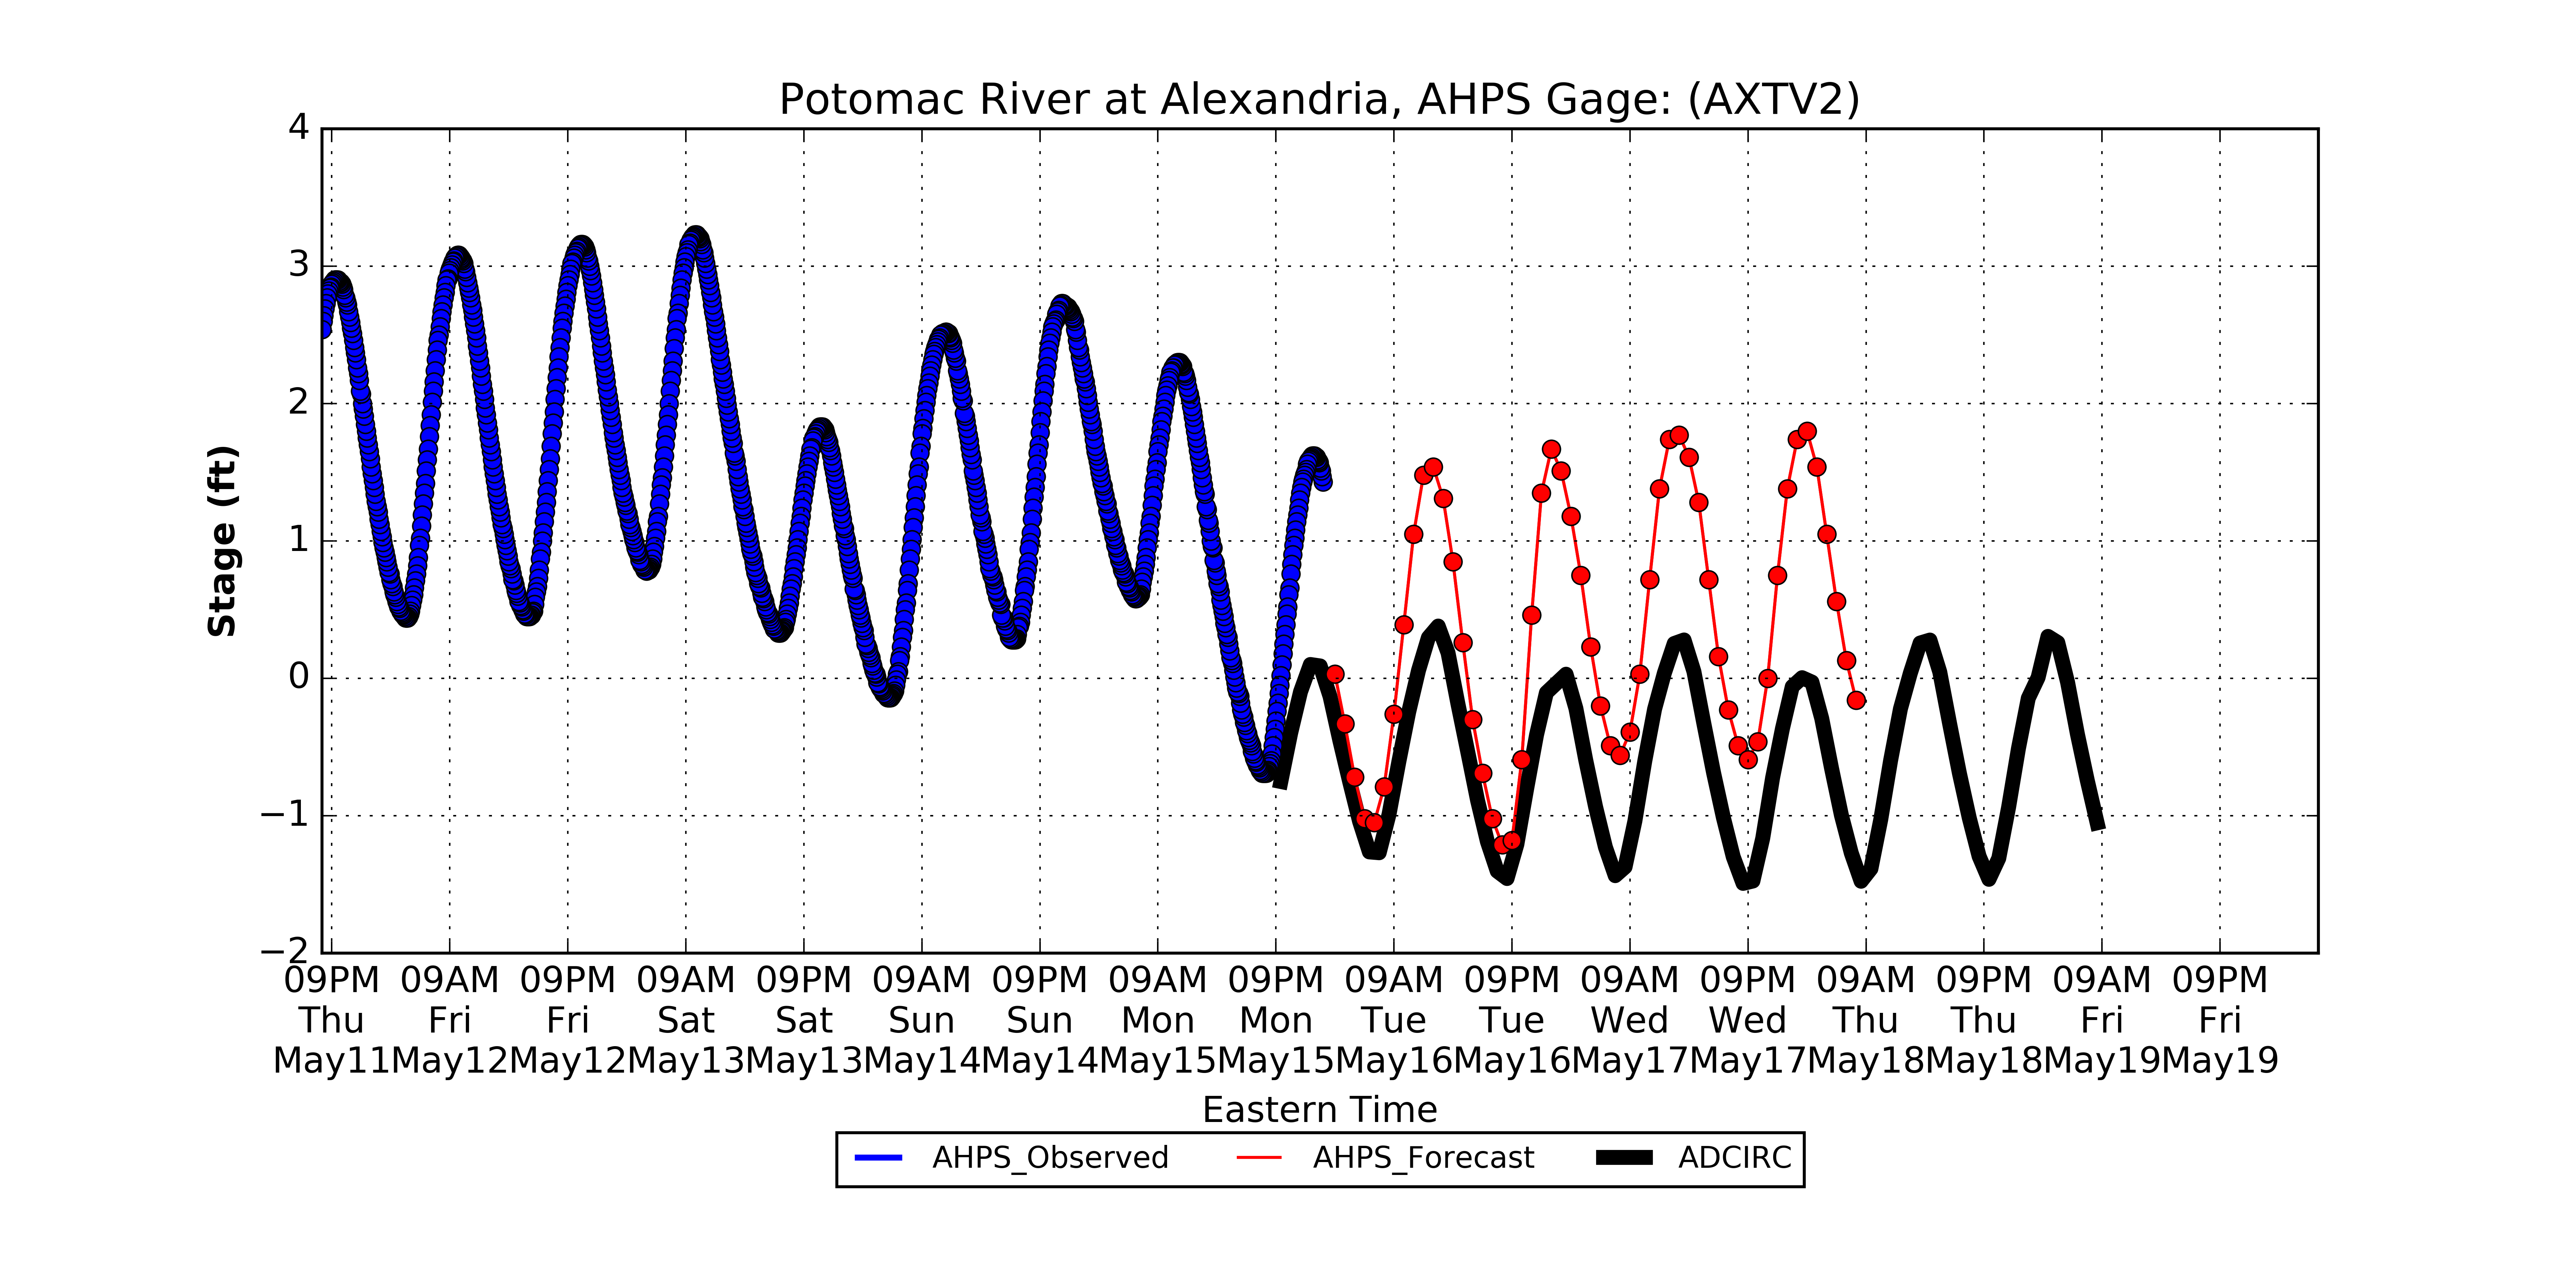 Potomac River at Alexandria, AHPS Gage: (AXTV2)
Stage (ft)
4
3
2
1
0
−1
−2
09PM 09AM 09PM 09AM 09PM 09AM 09PM 09AM 09PM 09AM 09PM 09AM 09PM 09AM 09PM 09AM 09PM
Thu Fri Fri Sat Sat Sun Sun Mon Mon Tue Tue Wed Wed Thu Thu Fri Fri
May11 May12 May12 May13 May13 May14 May14 May15 May15 May16 May16 May17 May17 May18 May18 May19 May19
Eastern Time
AHPS_Observed AHPS_Forecast ADCIRC